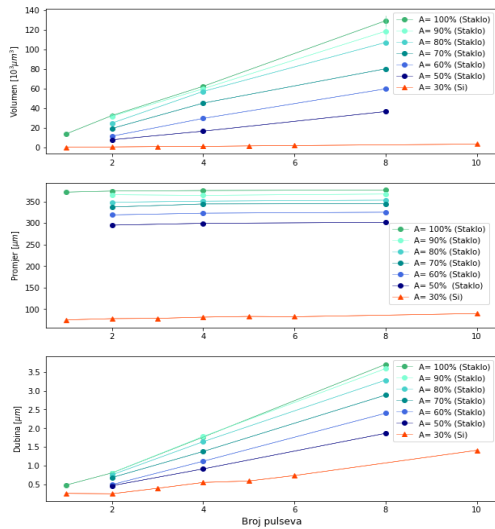 140
120
100
80
60
40
20
0
Volumen [10³μm³]
A= 100% (Staklo)
A= 90% (Staklo)
A= 80% (Staklo)
A= 70% (Staklo)
A= 60% (Staklo)
A= 50% (Staklo)
A= 30% (Si)
2 4 6 8 10
350
300
250
200
150
100
Promjer [μm]
A= 100% (Staklo)
A= 90% (Staklo)
A= 80% (Staklo)
A= 70% (Staklo)
A= 60% (Staklo)
A= 50% (Staklo)
A= 30% (Si)
2 4 6 8 10
3.5
3.0
2.5
2.0
1.5
1.0
0.5
Dubina [μm]
A= 100% (Staklo)
A= 90% (Staklo)
A= 80% (Staklo)
A= 70% (Staklo)
A= 60% (Staklo)
A= 50% (Staklo)
A= 30% (Si)
2 4 6 8 10
Broj pulseva